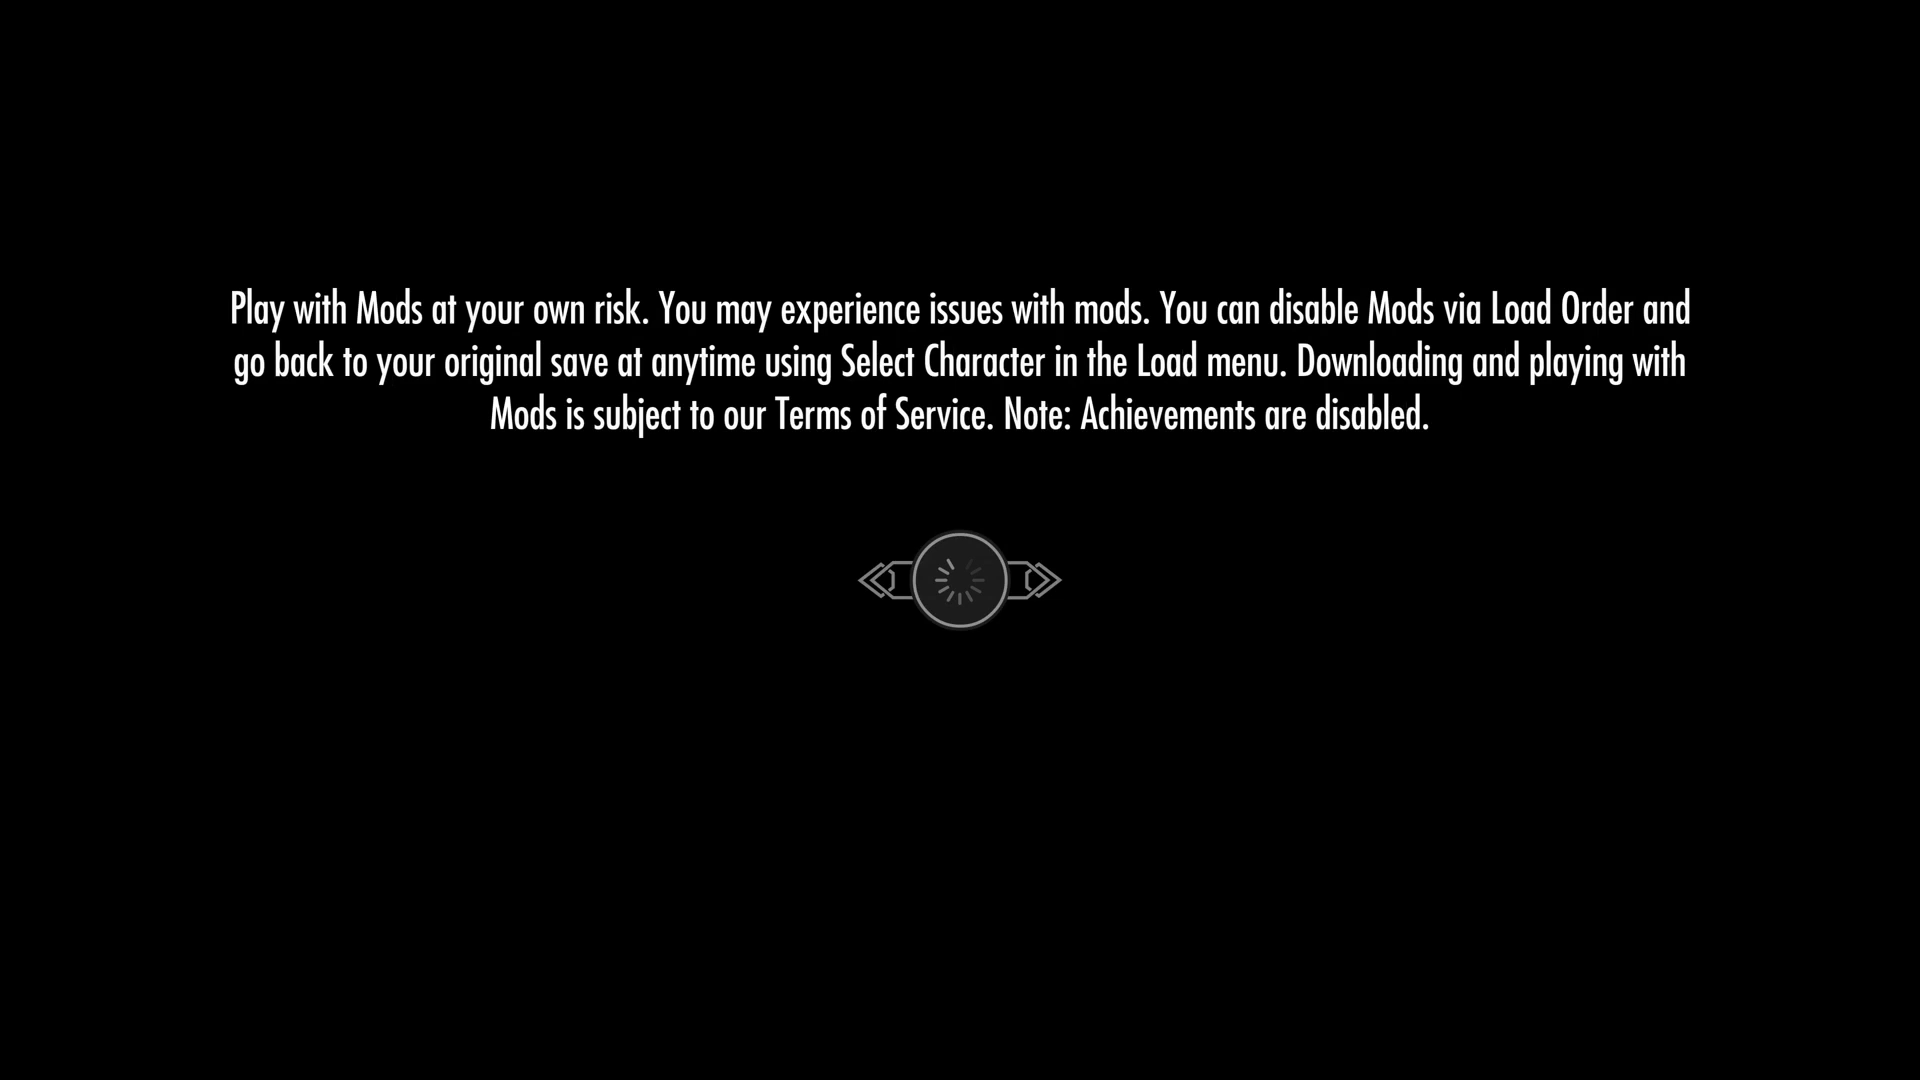 Play with Mods at your own risk. You may experience issues with mods. You can disable Mods via Load Order and
go back to your original save at anytime using Select Character in the Load menu. Downloading and playing with
Mods is subject to our Terms of Service. Note: Achievements are disabled.